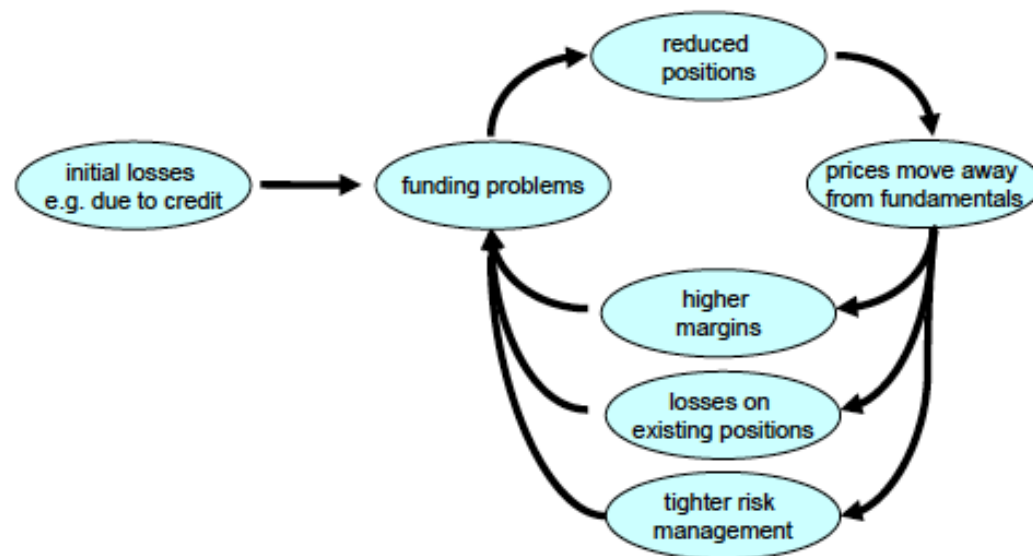 reduced
positions
initial losses
e.g. due to credit
funding problems
prices move away
from fundamentals
higher
margins
losses on
existing positions
tighter risk
management